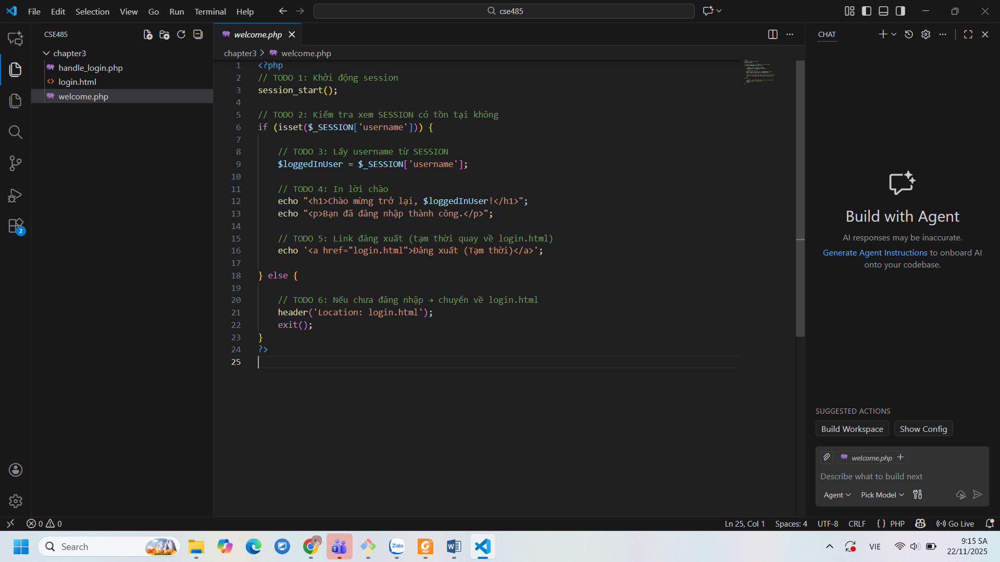 File Edit Selection View Go Run Terminal Help
cse485
CSE485
chapter3
handle_login.php
login.html
welcome.php
2
welcome.php
chapter3 > welcome.php
1 <?php
2 // TODO 1: Khởi động session
3 session_start();
4
5 // TODO 2: Kiểm tra xem SESSION có tồn tại không
6 if (isset($_SESSION['username'])) {
7
8 // TODO 3: Lấy username từ SESSION
9 $loggedInUser = $_SESSION['username'];
10
11 // TODO 4: In lời chào
12 echo "<h1>Chào mừng trở lại, $loggedInUser!</h1>";
13 echo "<p>Bạn đã đăng nhập thành công.</p>";
14
15 // TODO 5: Link đăng xuất (tạm thời quay về login.html)
16 echo '<a href="login.html">Đăng xuất (Tạm thời)</a>';
17
18 } else {
19
20 // TODO 6: Nếu chưa đăng nhập → chuyển về login.html
21 header('Location: login.html');
22 exit();
23 }
24 ?>
25
CHAT
Build with Agent
AI responses may be inaccurate.
Generate Agent Instructions to onboard AI
onto your codebase.
SUGGESTED ACTIONS
Build Workspace Show Config
welcome.php
Describe what to build next
Agent Pick Model
0 0 Ln 25, Col 1 Spaces: 4 UTF-8 CRLF { } PHP Go Live
Search
Zalo
PDF
VIE
9:15 SA
22/11/2025